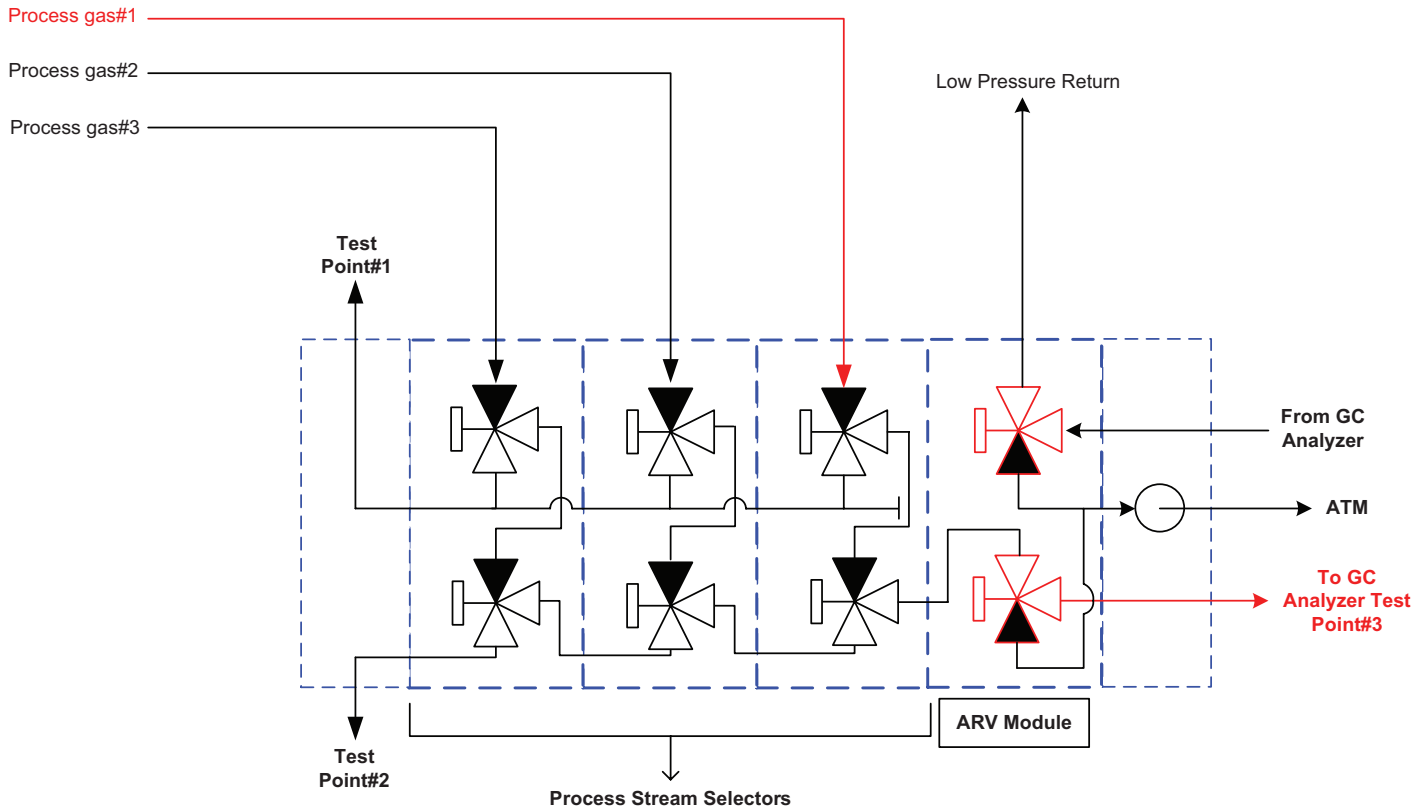 Process gas#1
Process gas#2
Process gas#3
Low Pressure Return
Test
Point#1
From GC
Analyzer
ATM
To GC
Analyzer Test
Point#3
ARV Module
Test
Point#2
Process Stream Selectors